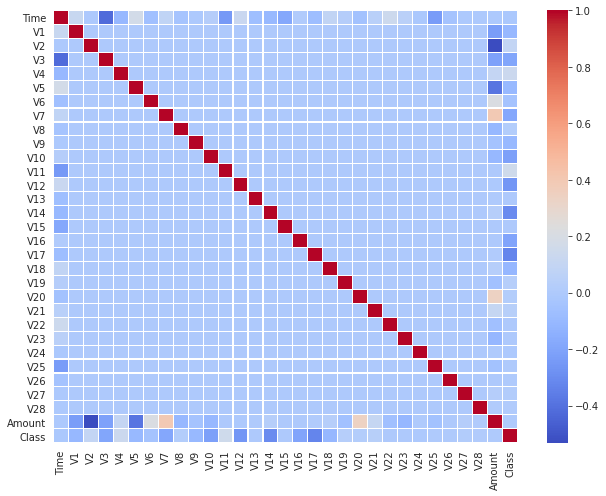 Time
V1
V2
V3
V4
V5
V6
V7
V8
V9
V10
V11
V12
V13
V14
V15
V16
V17
V18
V19
V20
V21
V22
V23
V24
V25
V26
V27
V28
Amount
Class
Time
V1
V2
V3
V4
V5
V6
V7
V8
V9
V10
V11
V12
V13
V14
V15
V16
V17
V18
V19
V20
V21
V22
V23
V24
V25
V26
V27
V28
Amount
Class
1.0
0.8
0.6
0.4
0.2
0.0
−0.2
−0.4